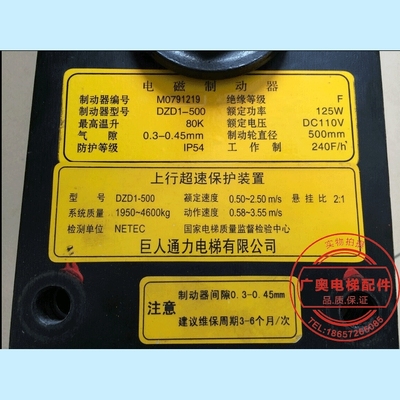 电磁制动器
制动器编号 M0791219 绝缘等级 F
制动器型号 DZD1-500 额定功率 125W
最高温升 80K 额定电压 DC110V
气隙 0.3-0.45mm 制动轮直径 500mm
防护等级 IP54 工作制 240F/h
上行超速保护装置
型号 DZD1-500 额定速度 0.50~2.50 m/s 悬挂比 2:1
系统质量 1950~4600kg 动作速度 0.58~3.55 m/s
检测单位 NETEC 国家电梯质量监督检验中心
巨人通力电梯有限公司
注意
制动器间隙0.3-0.45mm
建议维保周期3-6个月/次
实物拍摄
广奥电梯配件
品质保证